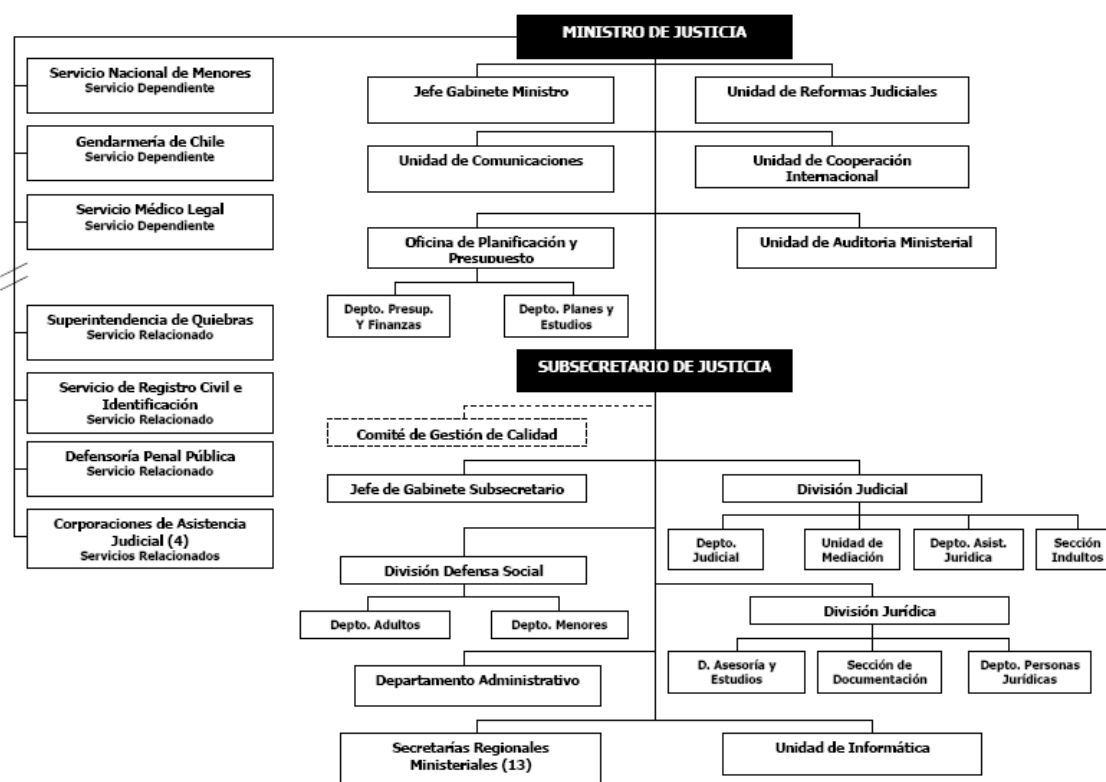 MINISTRO DE JUSTICIA
Servicio Nacional de Menores
Servicio Dependiente
Gendarmería de Chile
Servicio Dependiente
Servicio Médico Legal
Servicio Dependiente
Superintendencia de Quiebras
Servicio Relacionado
Servicio de Registro Civil e
Identificación
Servicio Relacionado
Defensoría Penal Pública
Servicio Relacionado
Corporaciones de Asistencia
Judicial (4)
Servicios Relacionados
Jefe Gabinete Ministro
Unidad de Reformas Judiciales
Unidad de Comunicaciones
Unidad de Cooperación
Internacional
Oficina de Planificación y
Presupuesto
Unidad de Auditoria Ministerial
Depto. Presup.
Y Finanzas
Depto. Planes y
Estudios
SUBSECRETARIO DE JUSTICIA
Comité de Gestión de Calidad
Jefe de Gabinete Subsecretario
División Judicial
Depto.
Judicial
Unidad de
Mediación
Depto. Asist.
Juridica
Sección
Indultos
División Defensa Social
Depto. Adultos
Depto. Menores
División Jurídica
D. Asesoría y
Estudios
Sección de
Documentación
Depto. Personas
Jurídicas
Departamento Administrativo
Secretarías Regionales
Ministeriales (13)
Unidad de Informática